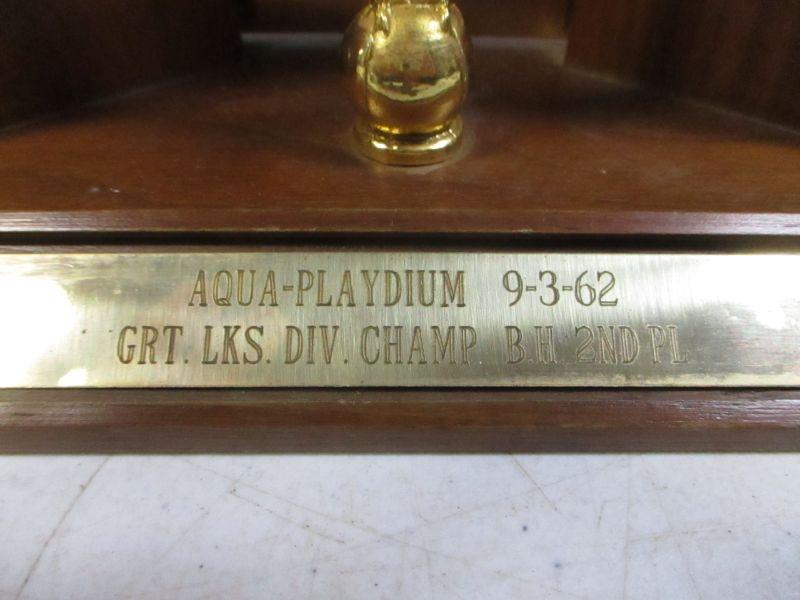 AQUA-PLAYDIUM 9-3-62
GRT. LKS. DIV. CHAMP B.H. 2ND PL